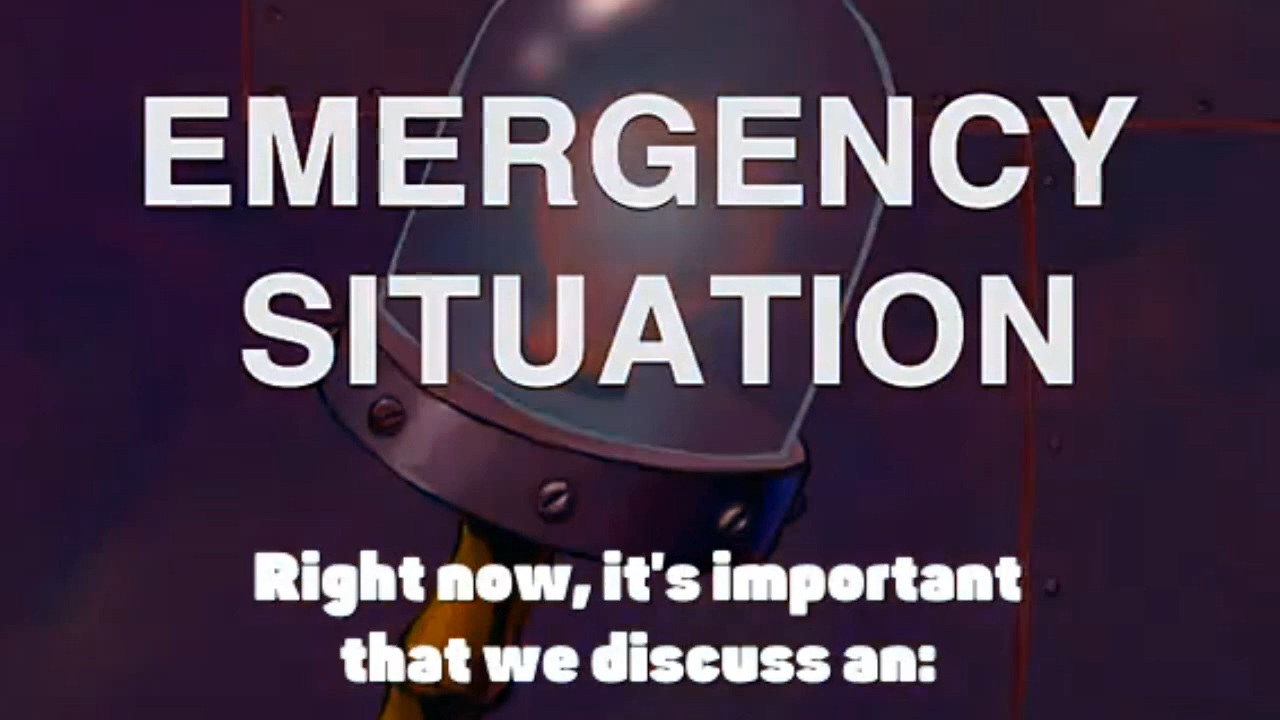 EMERGENCY
SITUATION
Right now, it's important
that we discuss an: